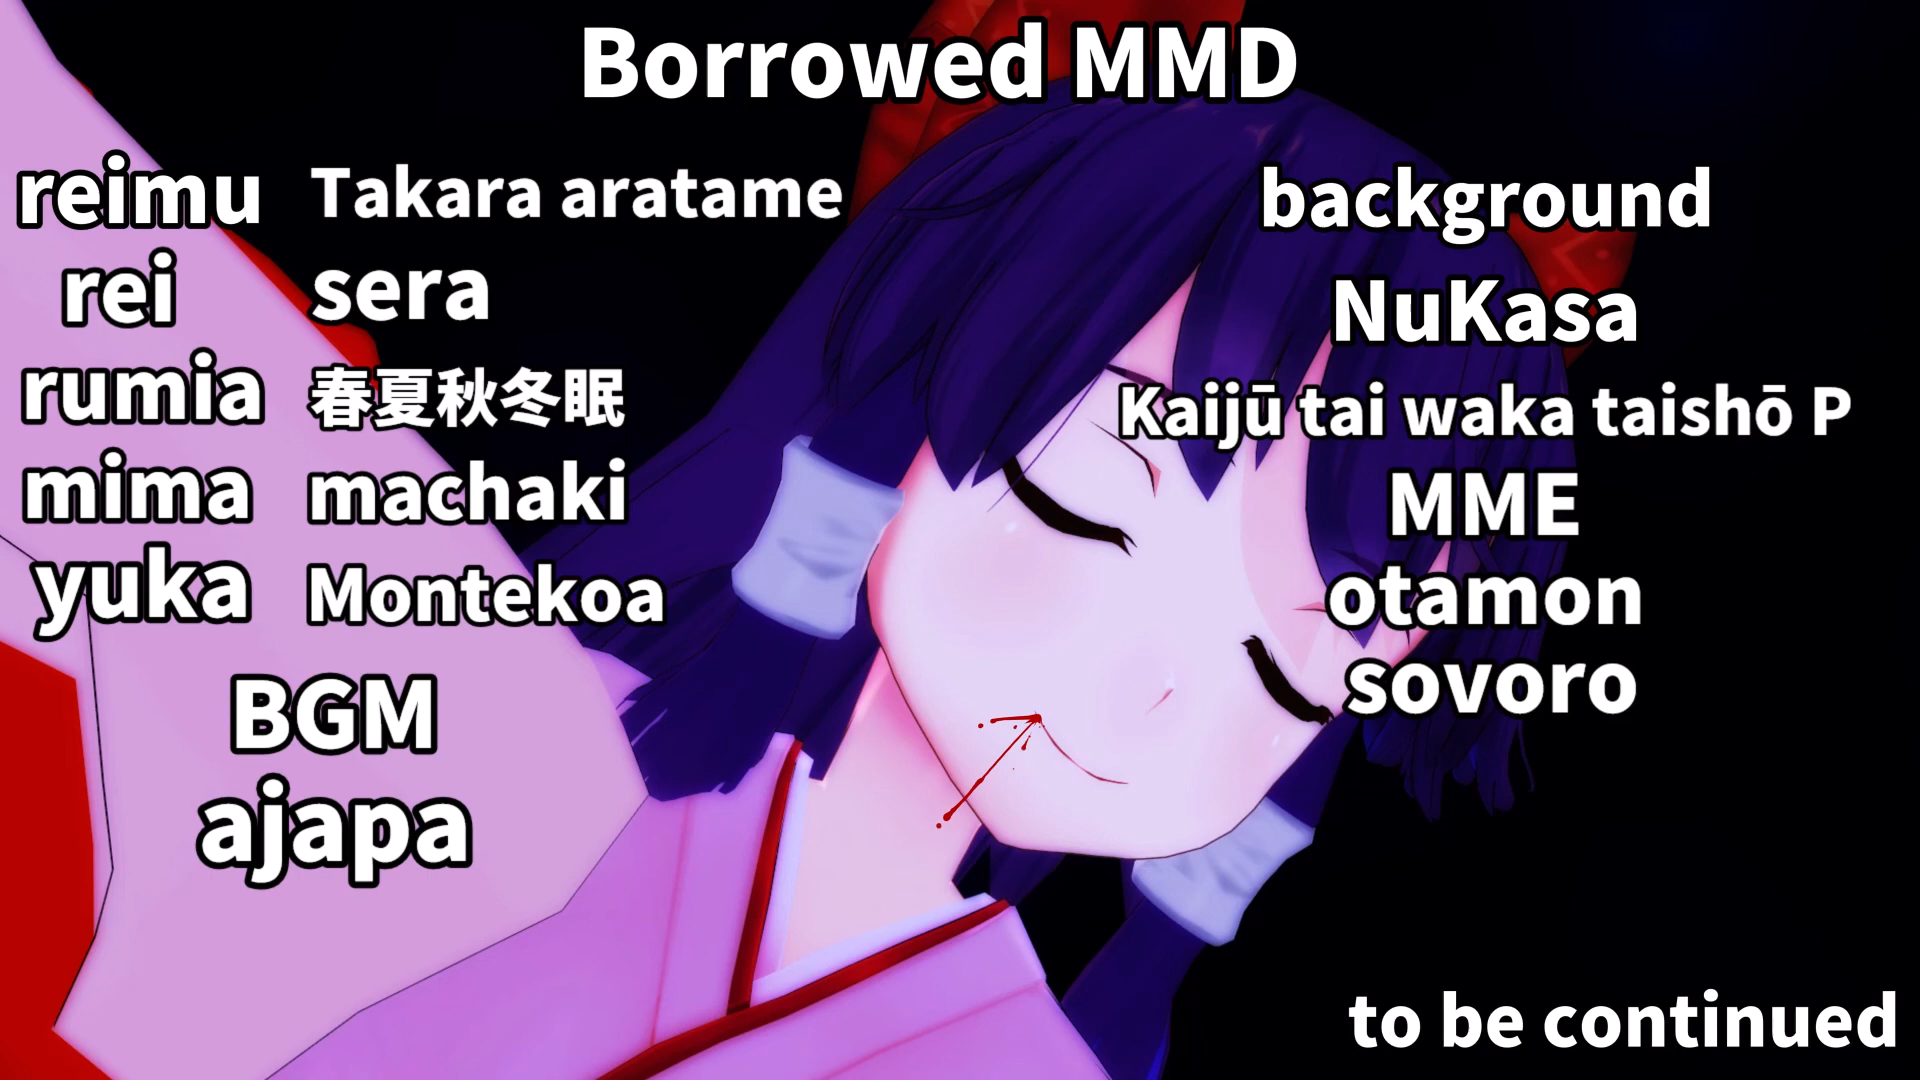 Borrowed MMD
reimu Takara aratame
rei sera
rumia 春夏秋冬眠
mima machaki
yuka Montekoa
BGM
ajapa
background
NuKasa
Kaijū tai waka taishō P
MME
otamon
sovoro
to be continued